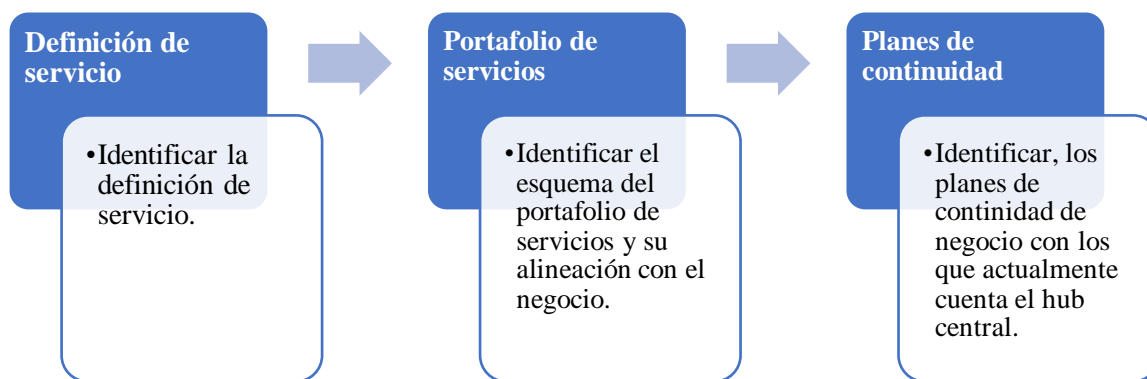 Definición de
servicio
•Identificar la
definición de
servicio.
Portafolio de
servicios
•Identificar el
esquema del
portafolio de
servicios y su
alineación con el
negocio.
Planes de
continuidad
•Identificar, los
planes de
continidad de
negocio con los
que actualmente
cuenta el hub
central.